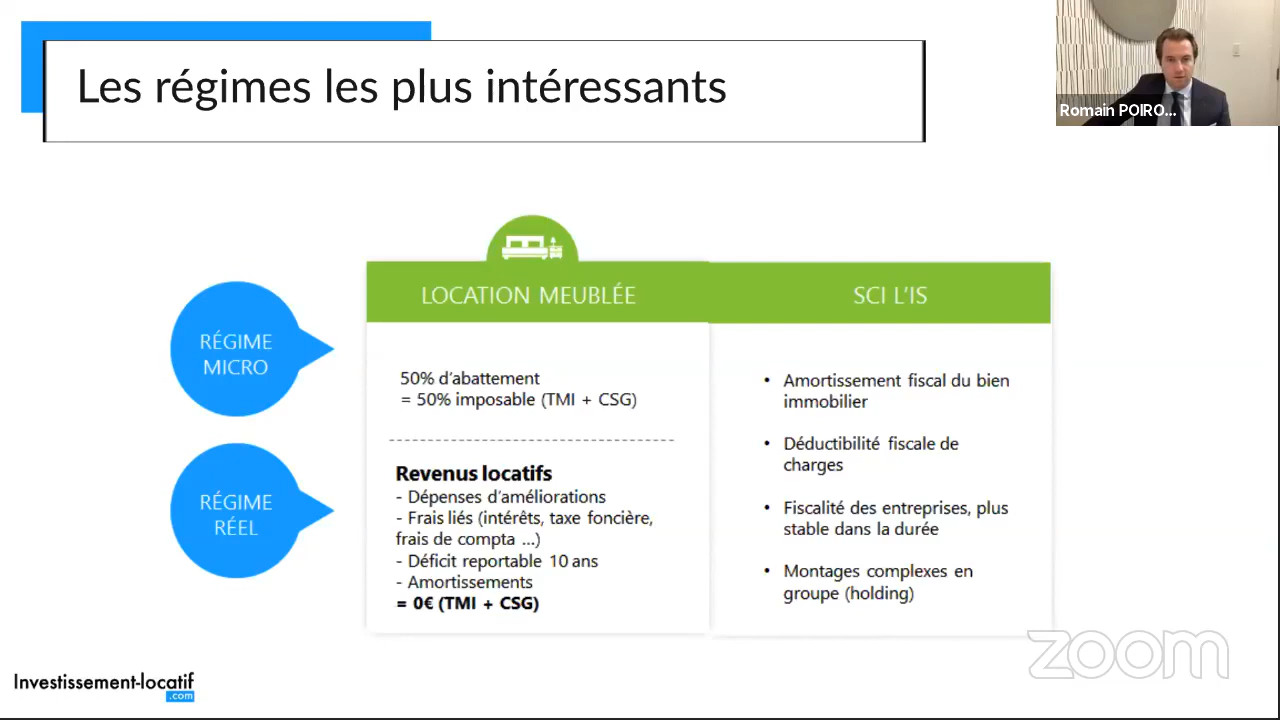 Les régimes les plus intéressants
Romain POIRO...
LOCATION MEUBLÉE
SCI L'IS
RÉGIME
MICRO
50% d'abattement
= 50% imposable (TMI + CSG)
RÉGIME
RÉEL
Revenus locatifs
- Dépenses d'améliorations
- Frais liés (intérêts, taxe foncière,
frais de compta ...)
- Déficit reportable 10 ans
- Amortissements
= 0€ (TMI + CSG)
• Amortissement fiscal du bien
immobilier
• Déductibilité fiscale de
charges
• Fiscalité des entreprises, plus
stable dans la durée
• Montages complexes en
groupe (holding)
zoom
Investissement-locatif
.com